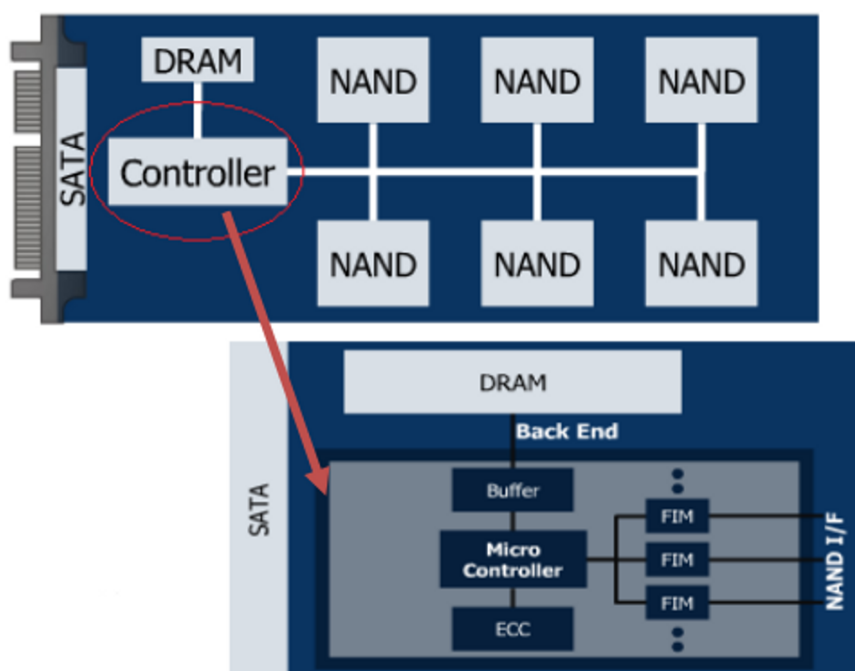 DRAM
NAND
NAND
NAND
SATA
Controller
NAND
NAND
NAND
DRAM
Back End
SATA
Buffer
FIM
Micro
Controller
FIM
NAND I/F
ECC
FIM